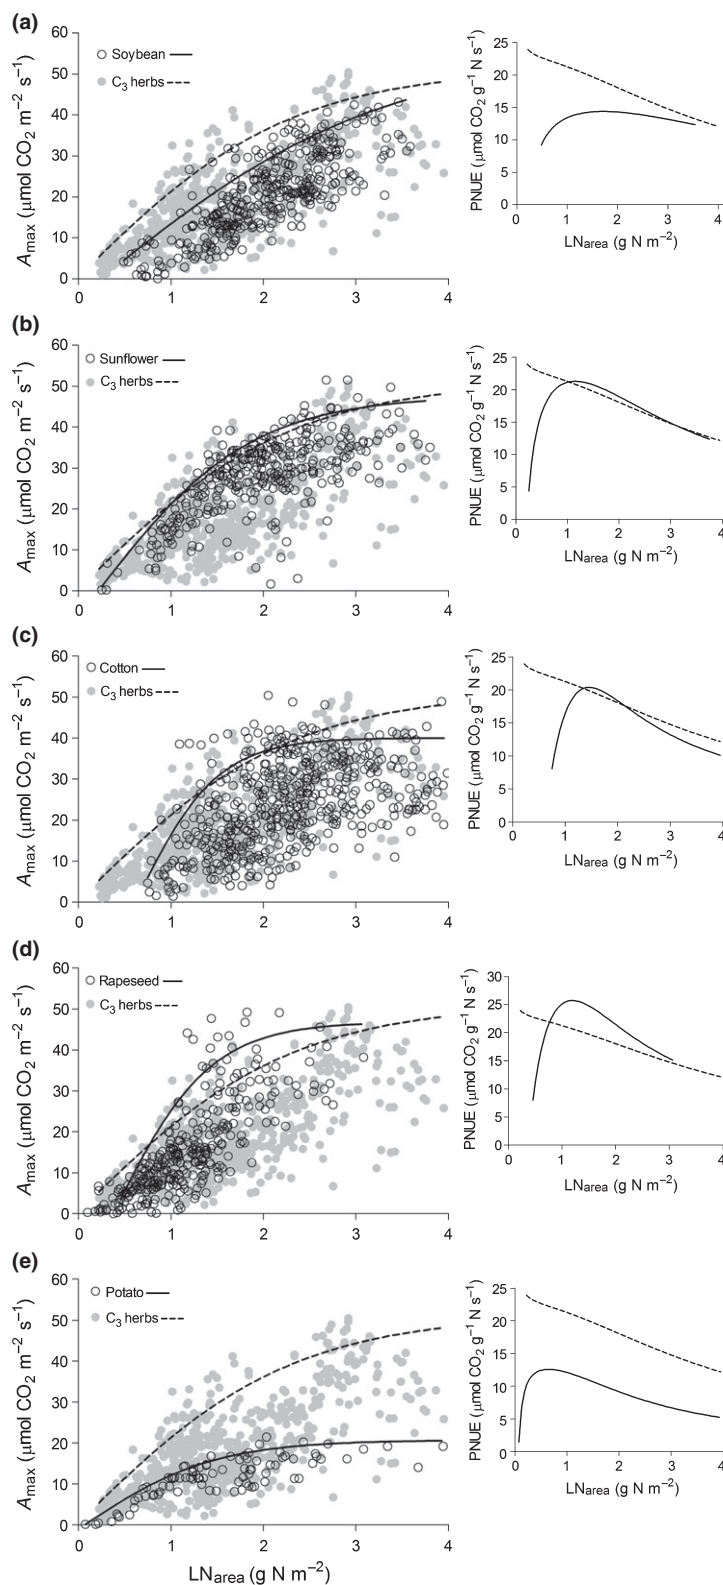 (a)
60
50
40
30
20
10
0
0 1 2 3 4
A max (μmol CO2 m−2 s−1)
Soybean
C3 herbs
25
20
15
10
5
0
0 1 2 3 4
PNUE (μmol CO2 g−1 N s−1)
LNarea (g N m−2)
(b)
60
50
40
30
20
10
0
0 1 2 3 4
Amax (μmol CO2 m−2 s−1)
Sunflower
C3 herbs
25
20
15
10
5
0
0 1 2 3 4
PNUE (μmol CO2 g−1 N s−1)
LNarea (g N m−2)
(c)
60
50
40
30
20
10
0
0 1 2 3 4
Amax (μmol CO2 m−2 s−1)
Cotton
C3 herbs
25
20
15
10
5
0
0 1 2 3 4
PNUE (μmol CO2 g−1 N s−1)
LNarea (g N m−2)
(d)
60
50
40
30
20
10
0
0 1 2 3 4
Amax (μmol CO2 m−2 s−1)
Rapeseed
C3 herbs
30
25
20
15
10
5
0
0 1 2 3 4
PNUE (μmol CO2 g−1 N s−1)
LNarea (g N m−2)
(e)
60
50
40
30
20
10
0
0 1 2 3 4
Amax (μmol CO2 m−2 s−1)
LNarea (g N m−2)
Potato
C3 herbs
25
20
15
10
5
0
0 1 2 3 4
PNUE (μmol CO2 g−1 N s−1)
LNarea (g N m−2)